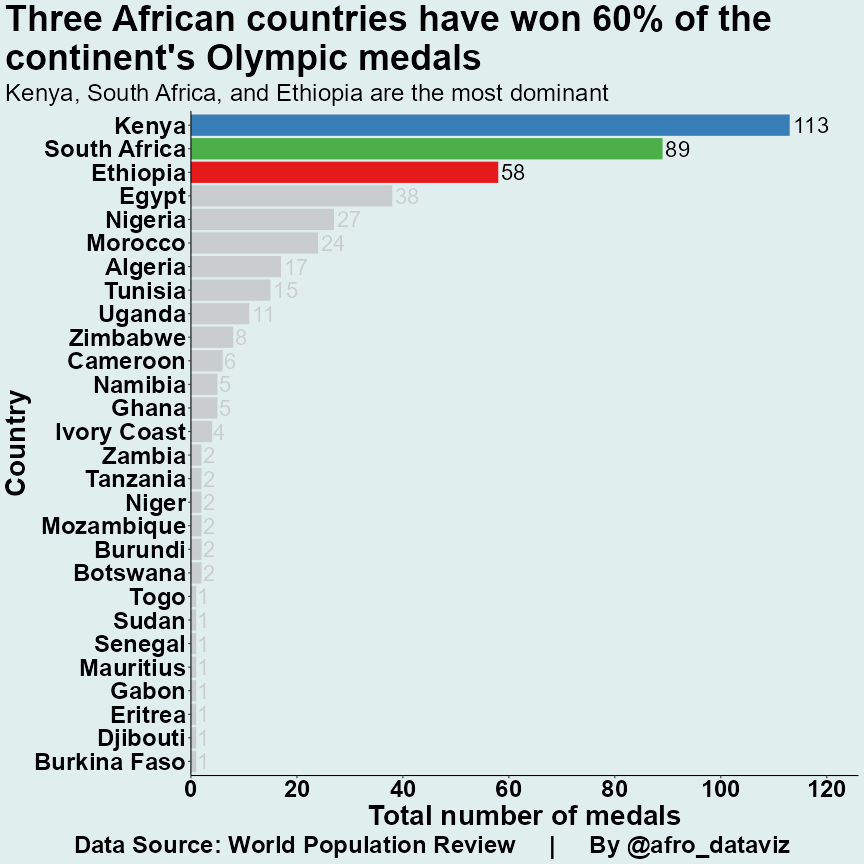 Three African countries have won 60% of the
continent's Olympic medals
Kenya, South Africa, and Ethiopia are the most dominant
Kenya 113
South Africa 89
Ethiopia 58
Egypt 38
Nigeria 27
Morocco 24
Algeria 17
Tunisia 15
Uganda 11
Zimbabwe 8
Cameroon 6
Namibia 5
Ghana 5
Ivory Coast 4
Zambia 2
Tanzania 2
Niger 2
Mozambique 2
Burundi 2
Botswana 2
Togo 1
Sudan 1
Senegal 1
Mauritius 1
Gabon 1
Eritrea 1
Djibouti 1
Burkina Faso 1
Country
0 20 40 60 80 100 120
Total number of medals
Data Source: World Population Review | By @afro_dataviz